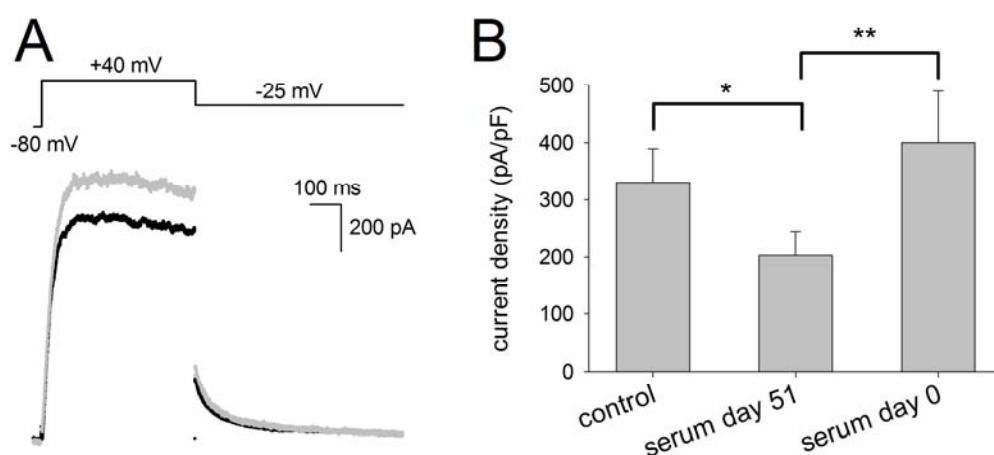 A
+40 mV
-25 mV
-80 mV
100 ms
200 pA
B
**
*
500
400
300
200
100
0
current density (pA/pF)
control
serum day 51
serum day 0